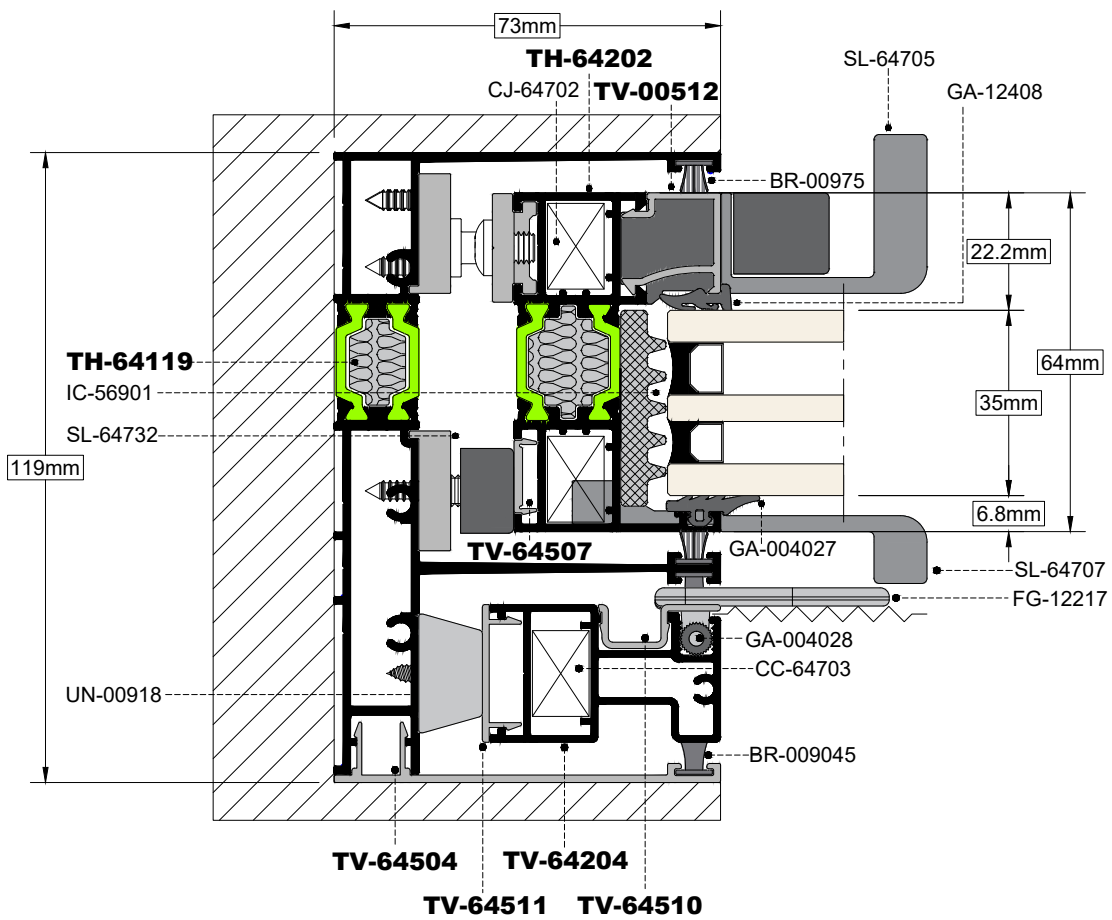 73mm
TH-64202
SL-64705
CJ-64702
TV-00512
GA-12408
BR-00975
22.2mm
GA-12408
TH-64119
64mm
IC-56901
35mm
SL-64732
119mm
6.8mm
TV-64507
GA-004027
SL-64707
FG-12217
GA-004028
CC-64703
UN-00918
BR-009045
TV-64504
TV-64204
TV-64511
TV-64510